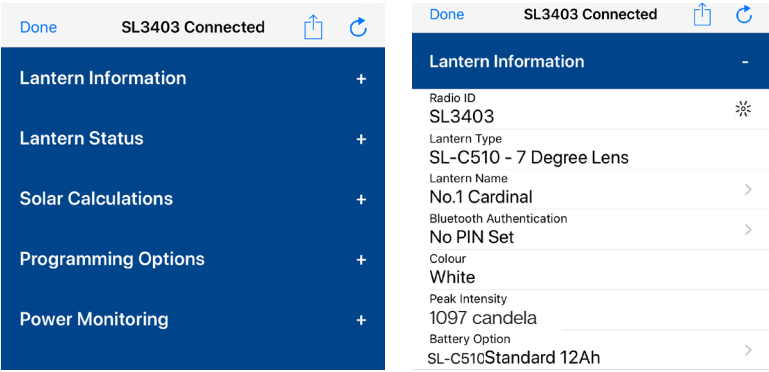 Done SL3403 Connected
Lantern Information +
Lantern Status +
Solar Calculations +
Programming Options +
Power Monitoring +
Done SL3403 Connected
Lantern Information -
Radio ID
SL3403
Lantern Type
SL-C510 - 7 Degree Lens
Lantern Name
No.1 Cardinal
Bluetooth Authentication
No PIN Set
Colour
White
Peak Intensity
1097 candela
Battery Option
SL-C510Standard 12Ah